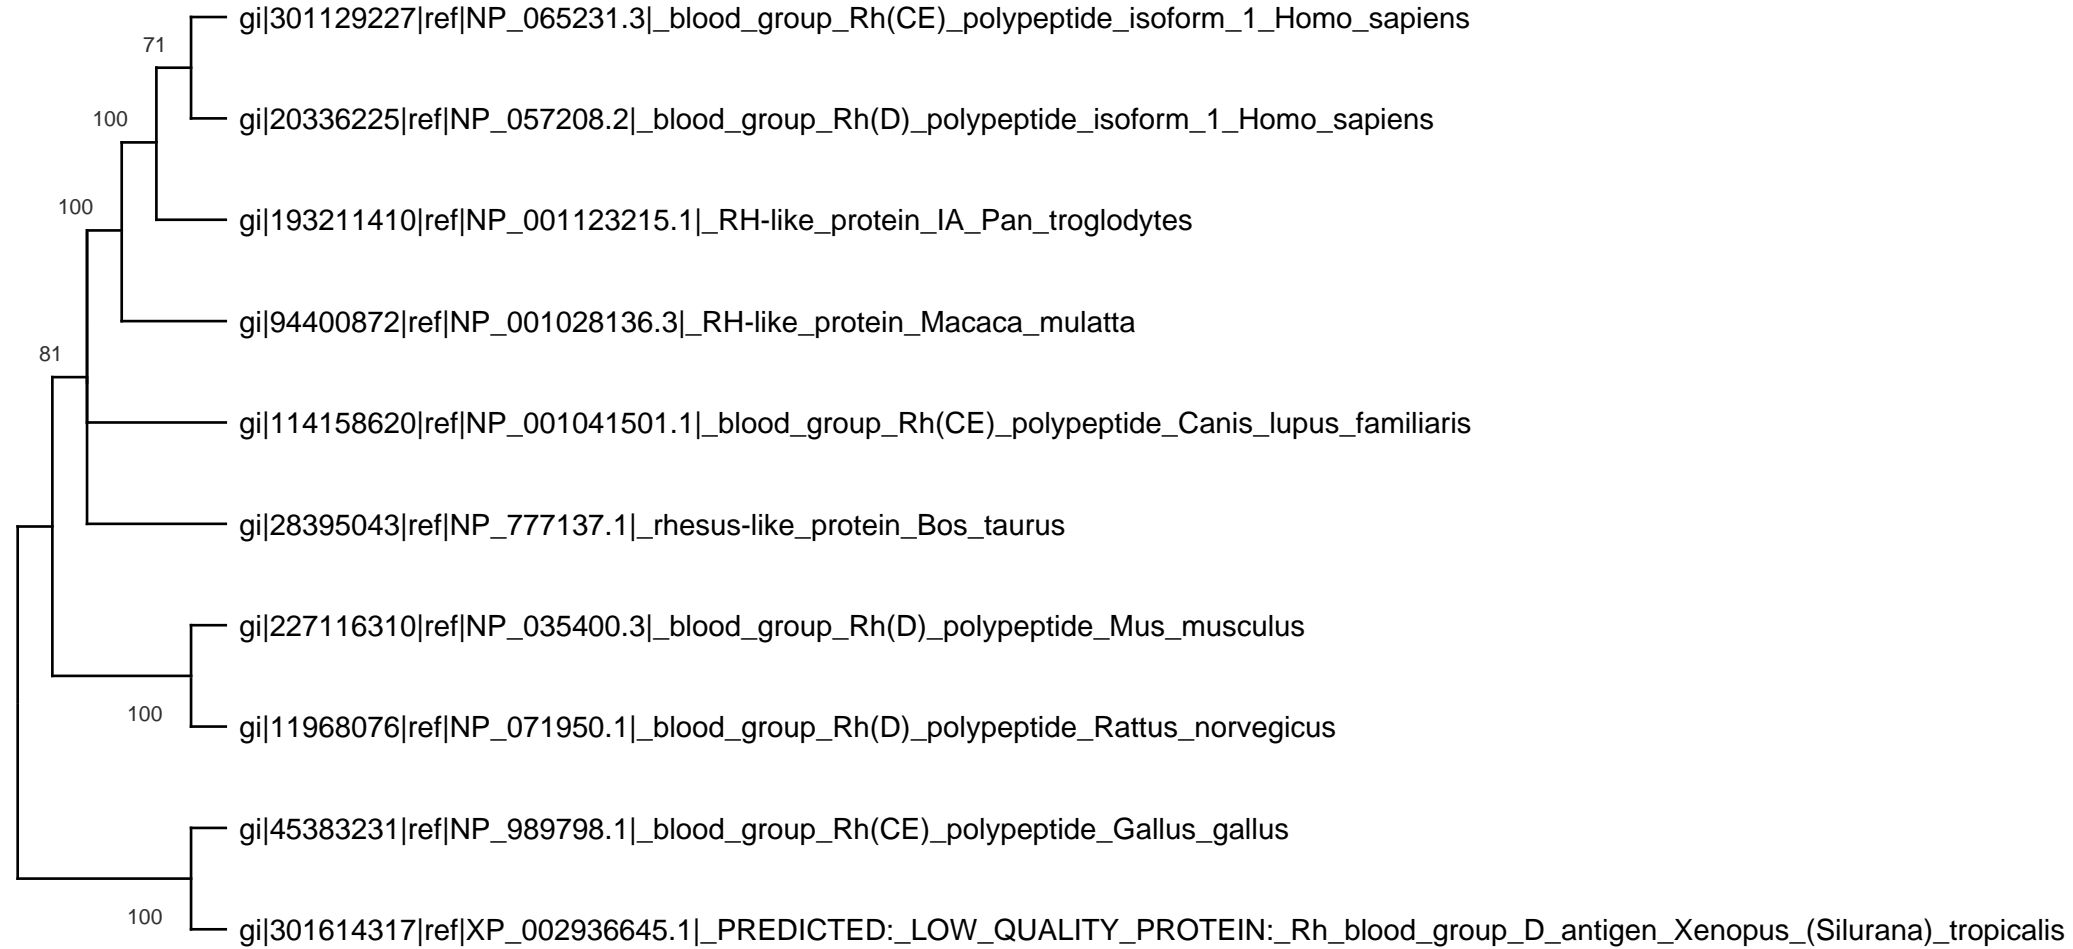 gi|301129227|ref|NP_065231.3|_blood_group_Rh(CE)_polypeptide_isoform_1_Homo_sapiens
71
100
gi|20336225|ref|NP_057208.2|_blood_group_Rh(D)_polypeptide_isoform_1_Homo_sapiens
100
gi|193211410|ref|NP_001123215.1|_RH-like_protein_IA_Pan_troglodytes
gi|94400872|ref|NP_001028136.3|_RH-like_protein_Macaca_mulatta
81
gi|114158620|ref|NP_001041501.1|_blood_group_Rh(CE)_polypeptide_Canis_lupus_familiaris
gi|28395043|ref|NP_777137.1|_rhesus-like_protein_Bos_taurus
gi|227116310|ref|NP_035400.3|_blood_group_Rh(D)_polypeptide_Mus_musculus
100
gi|11968076|ref|NP_071950.1|_blood_group_Rh(D)_polypeptide_Rattus_norvegicus
gi|45383231|ref|NP_989798.1|_blood_group_Rh(CE)_polypeptide_Gallus_gallus
100
gi|301614317|ref|XP_002936645.1|_PREDICTED:_LOW_QUALITY_PROTEIN:_Rh_blood_group_D_antigen_Xenopus_(Silurana)_tropicalis